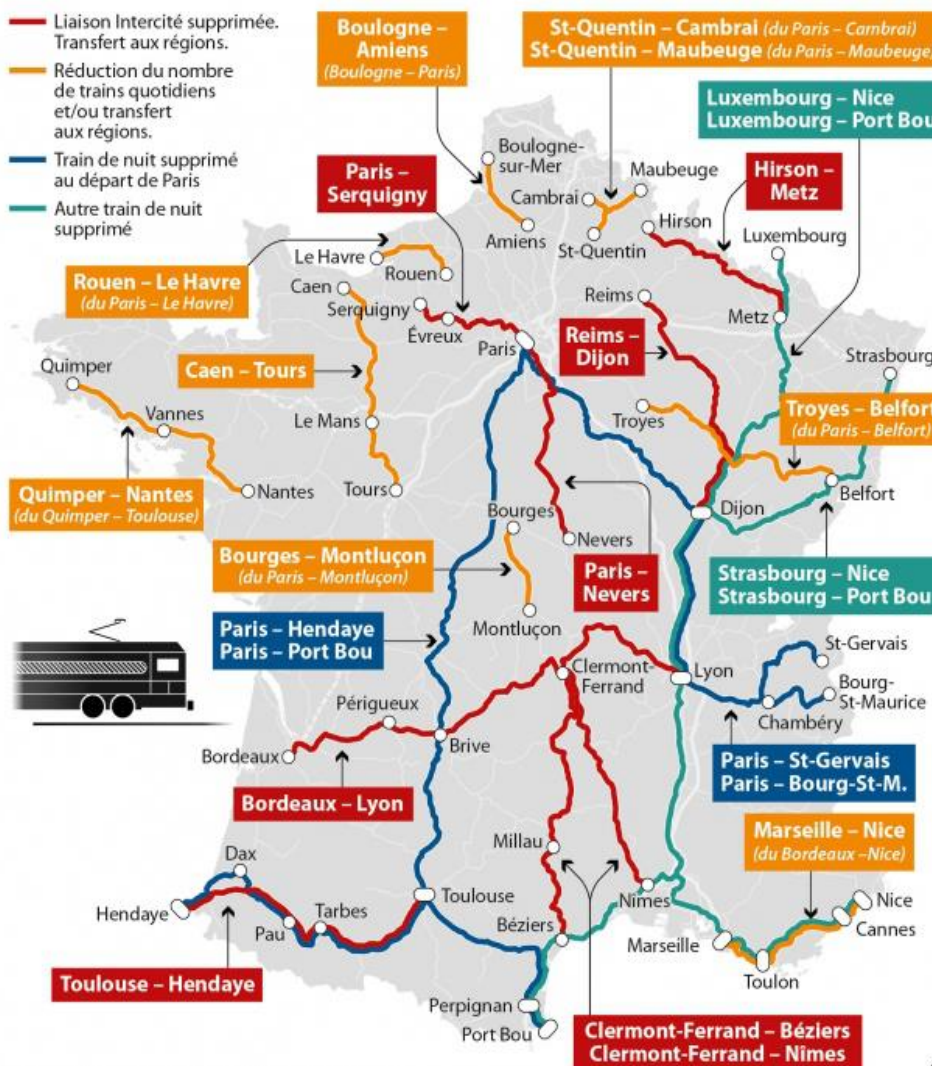 Liaison Intercité supprimée.
Transfert aux régions.
Réduction du nombre
de trains quotidiens
et/ou transfert
aux régions.
Train de nuit supprimé
au départ de Paris
Autre train de nuit
supprimé
Boulogne –
Amiens
(Boulogne – Paris)
St-Quentin – Cambrai (du Paris – Cambrai)
St-Quentin – Maubeuge (du Paris – Maubeuge)
Luxembourg – Nice
Luxembourg – Port Bou
Paris –
Serquigny
Boulogne-
sur-Mer
Maubeuge
Cambrai
Hirson –
Metz
Hirson
Amiens
St-Quentin
Luxembourg
Rouen – Le Havre
(du Paris – Le Havre)
Le Havre
Rouen
Caen
Serquigny
Évreux
Paris
Reims
Metz
Reims –
Dijon
Strasbourg
Quimper
Caen – Tours
Vannes
Le Mans
Troyes
Troyes – Belfort
(du Paris – Belfort)
Quimper – Nantes
(du Quimper – Toulouse)
Nantes
Tours
Bourges
Dijon
Belfort
Nevers
Bourges – Montluçon
(du Paris – Montluçon)
Paris –
Nevers
Strasbourg – Nice
Strasbourg – Port Bou
Paris – Hendaye
Paris – Port Bou
Montluçon
Clermont-
Ferrand
Lyon
St-Gervais
Bourg-
St-Maurice
Chambéry
Périgueux
Bordeaux
Brive
Paris – St-Gervais
Paris – Bourg-St-M.
Bordeaux – Lyon
Millau
Marseille – Nice
(du Bordeaux –Nice)
Dax
Hendaye
Pau
Tarbes
Toulouse
Béziers
Nîmes
Nice
Cannes
Marseille
Toulon
Toulouse – Hendaye
Perpignan
Port Bou
Clermont-Ferrand – Béziers
Clermont-Ferrand – Nîmes